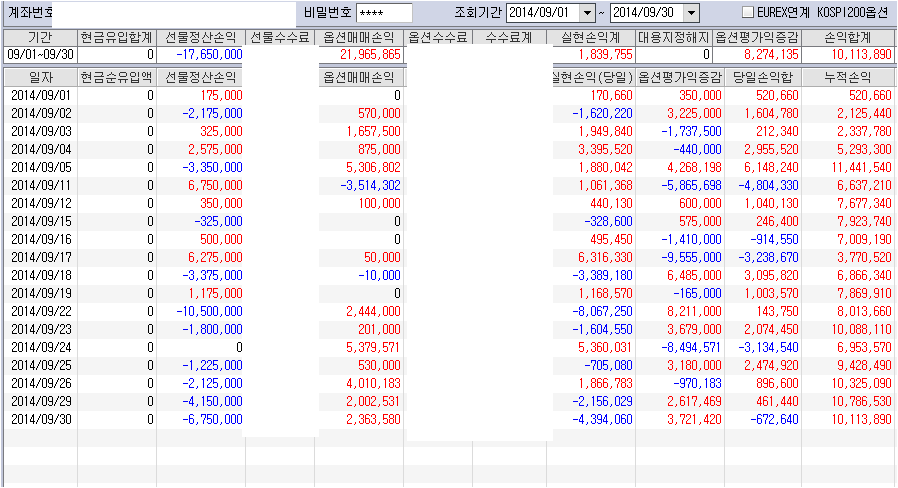 계좌번호 비밀번호 **** 조회기간 2014/09/01 ~ 2014/09/30 EUREX연계 KOSPI200옵션
기간 현금유입합계 선물정산손익 선물수수료 옵션매매손익 옵션수수료 수수료계 실현손익계 대용지정해지 옵션평가익증감 손익합계
09/01~09/30 0 -17,650,000 21,965,865 1,839,755 0 8,274,135 10,113,890
일자 현금순유입액 선물정산손익 옵션매매손익 실현손익(당일) 옵션평가익증감 당일손익합 누적손익
2014/09/01 0 175,000 0 170,660 350,000 520,660 520,660
2014/09/02 0 -2,175,000 570,000 -1,620,220 3,225,000 1,604,780 2,125,440
2014/09/03 0 325,000 1,657,500 1,949,840 -1,737,500 212,340 2,337,780
2014/09/04 0 2,575,000 875,000 3,395,520 -440,000 2,955,520 5,293,300
2014/09/05 0 -3,350,000 5,306,802 1,880,042 4,268,198 6,148,240 11,441,540
2014/09/11 0 6,750,000 -3,514,302 1,061,368 -5,865,698 -4,804,330 6,637,210
2014/09/12 0 350,000 100,000 440,130 600,000 1,040,130 7,677,340
2014/09/15 0 -325,000 0 -328,600 575,000 246,400 7,923,740
2014/09/16 0 500,000 0 495,450 -1,410,000 -914,550 7,009,190
2014/09/17 0 6,275,000 50,000 6,316,330 -9,555,000 -3,238,670 3,770,520
2014/09/18 0 -3,375,000 -10,000 -3,389,180 6,485,000 3,095,820 6,866,340
2014/09/19 0 1,175,000 0 1,168,570 -165,000 1,003,570 7,869,910
2014/09/22 0 -10,500,000 2,444,000 -8,067,250 8,211,000 143,750 8,013,660
2014/09/23 0 -1,800,000 201,000 -1,604,550 3,679,000 2,074,450 10,088,110
2014/09/24 0 0 5,379,571 5,360,031 -8,494,571 -3,134,540 6,953,570
2014/09/25 0 -1,225,000 530,000 -705,080 3,180,000 2,474,920 9,428,490
2014/09/26 0 -2,125,000 4,010,183 1,866,783 -970,183 896,600 10,325,090
2014/09/29 0 -4,150,000 2,002,531 -2,156,029 2,617,469 461,440 10,786,530
2014/09/30 0 -6,750,000 2,363,580 -4,394,060 3,721,420 -672,640 10,113,890